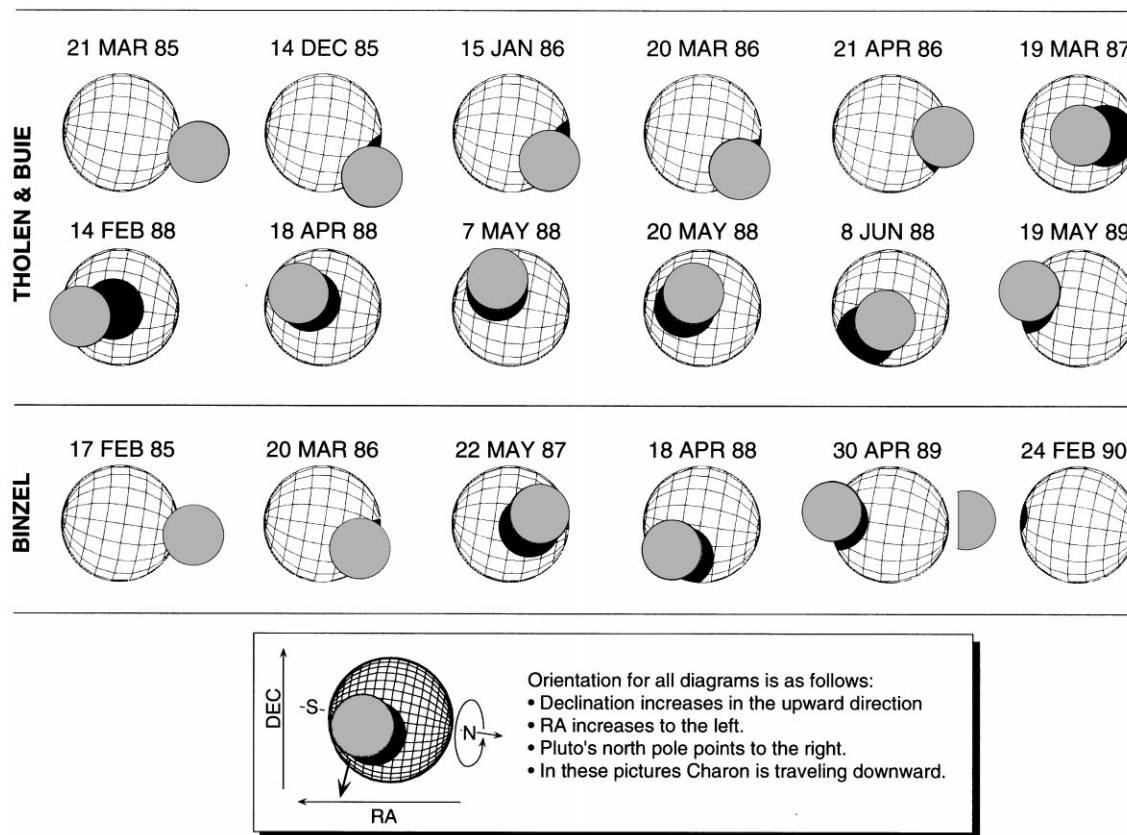 21 MAR 85 14 DEC 85 15 JAN 86 20 MAR 86 21 APR 86 19 MAR 87
THOLEN & BUIE
14 FEB 88 18 APR 88 7 MAY 88 20 MAY 88 8 JUN 88 19 MAY 89
17 FEB 85 20 MAR 86 22 MAY 87 18 APR 88 30 APR 89 24 FEB 90
BINZEL
DEC
-S-
N
RA
Orientation for all diagrams is as follows:
• Declination increases in the upward direction
• RA increases to the left.
• Pluto's north pole points to the right.
• In these pictures Charon is traveling downward.